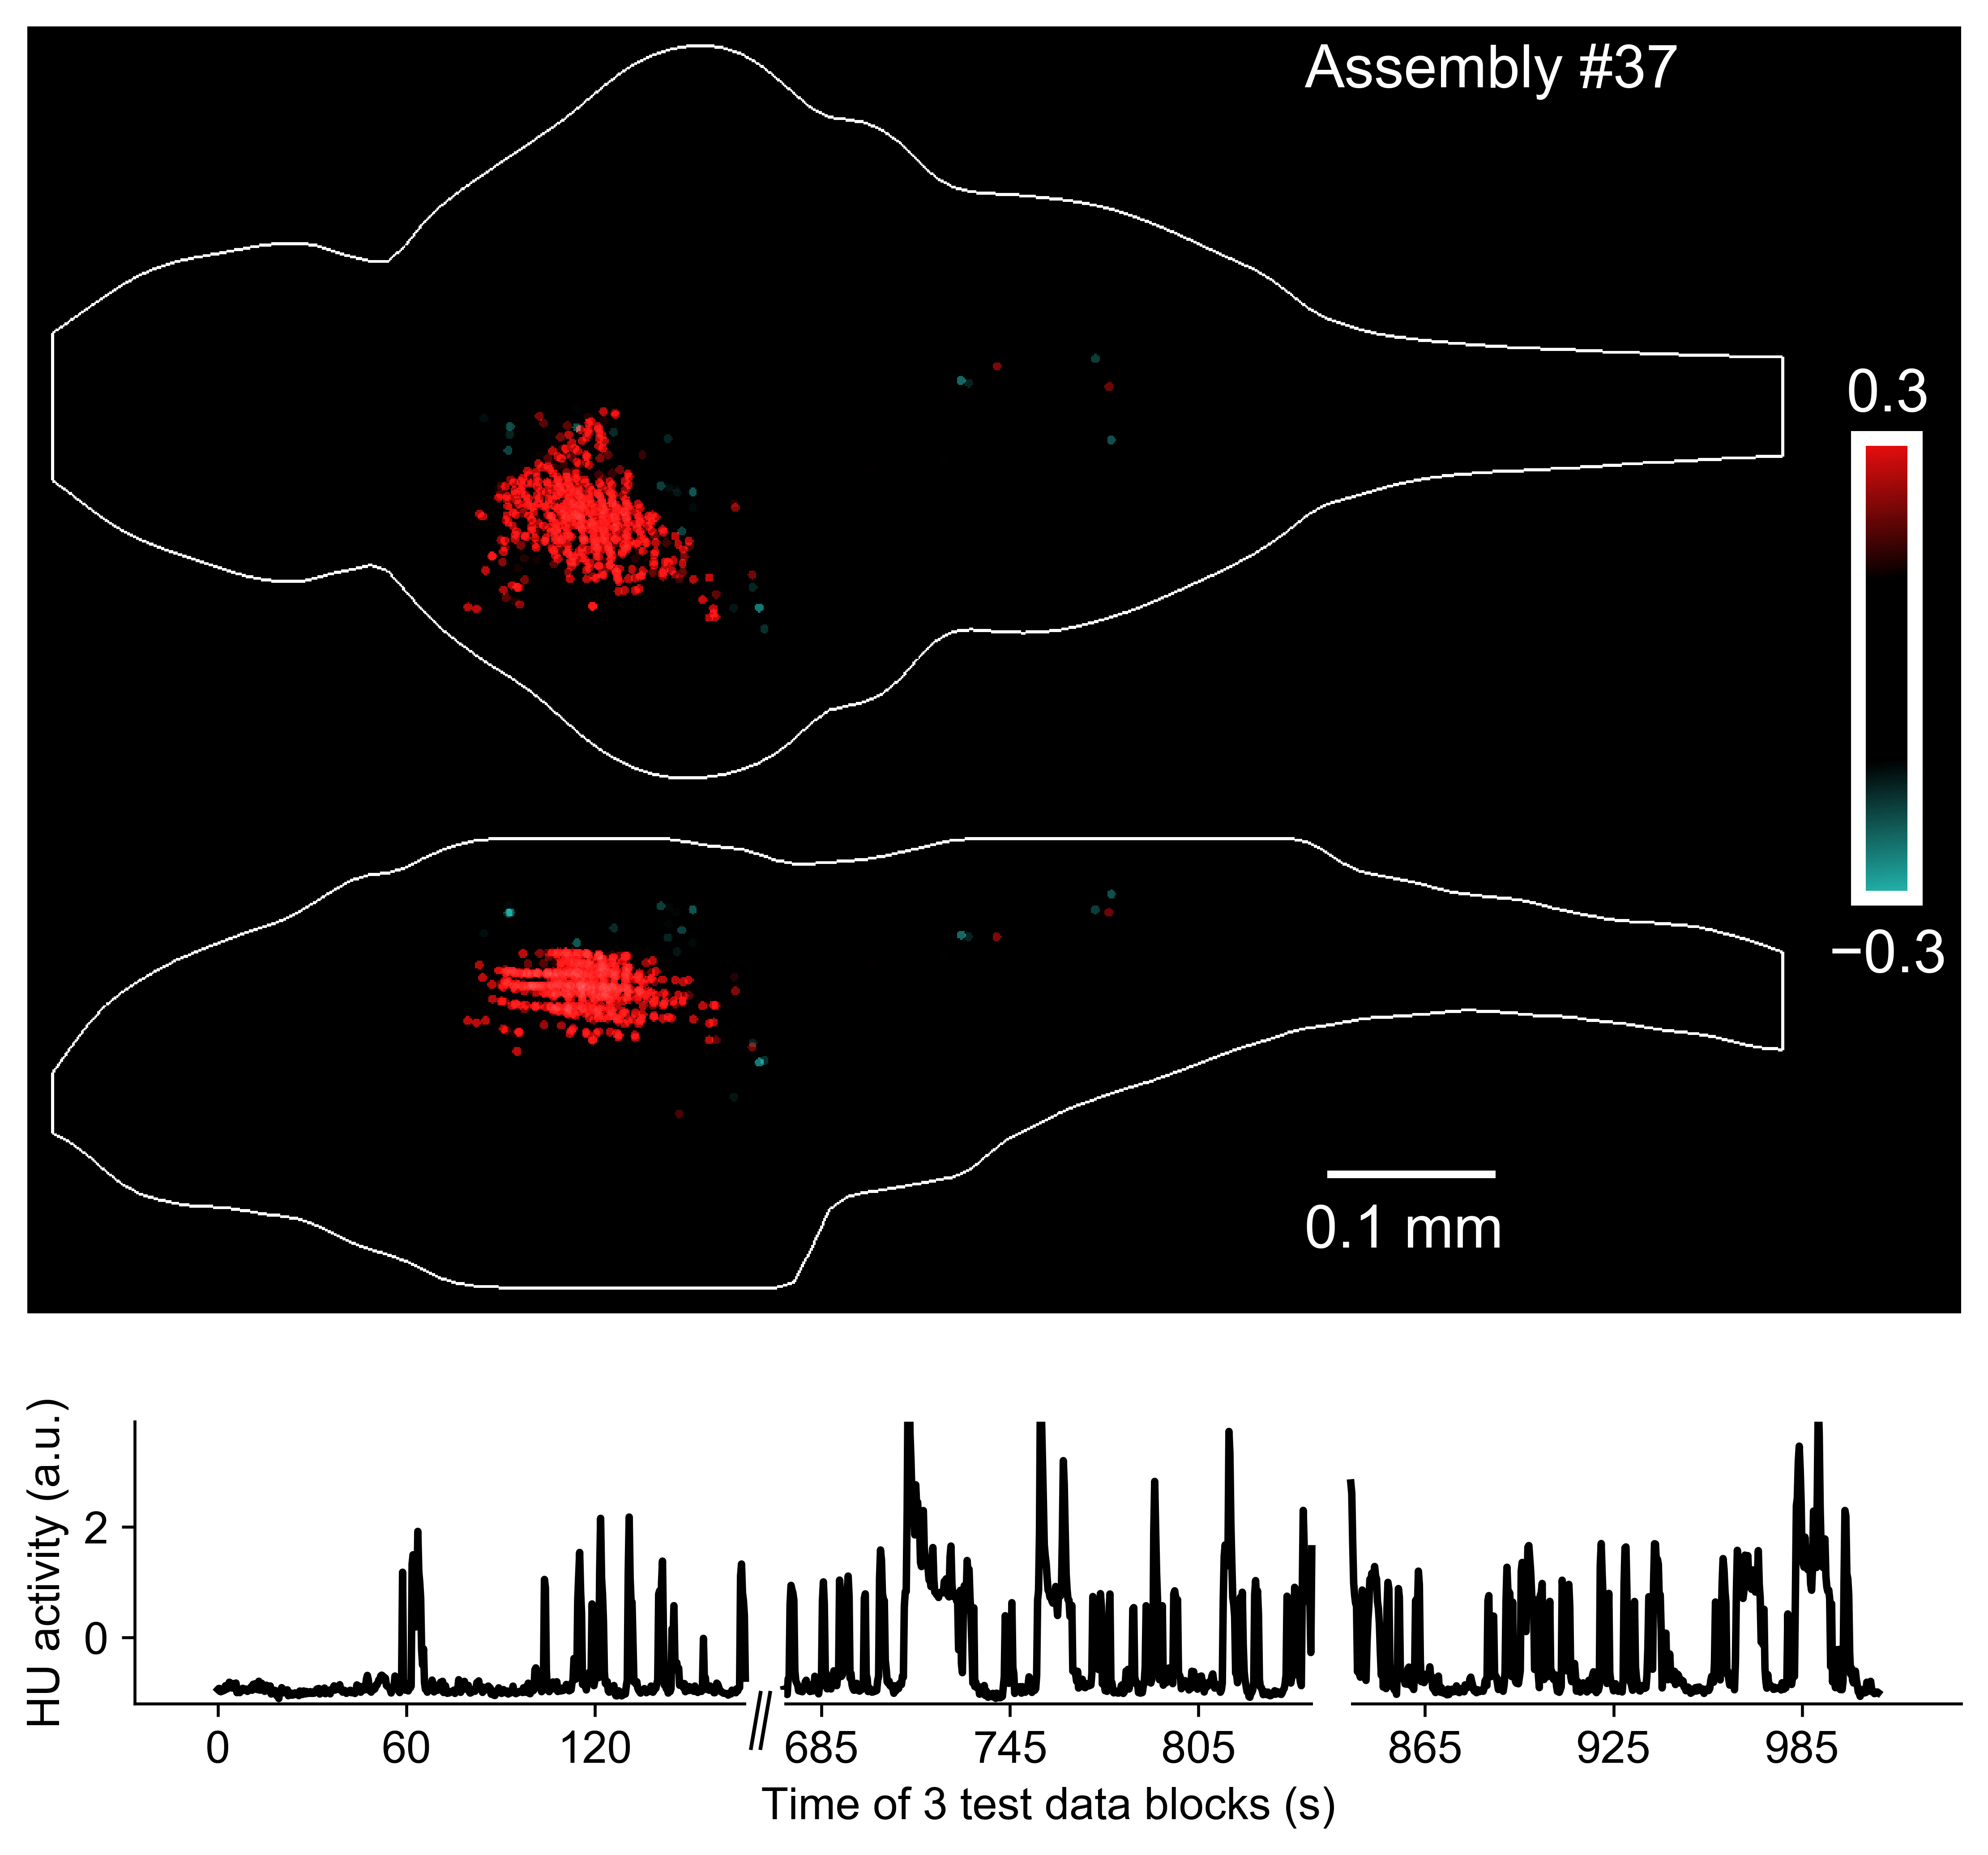 Assembly #37
0.3
−0.3
0.1 mm
HU activity (a.u.)
2
0
0 60 120 685 745 805 865 925 985
Time of 3 test data blocks (s)